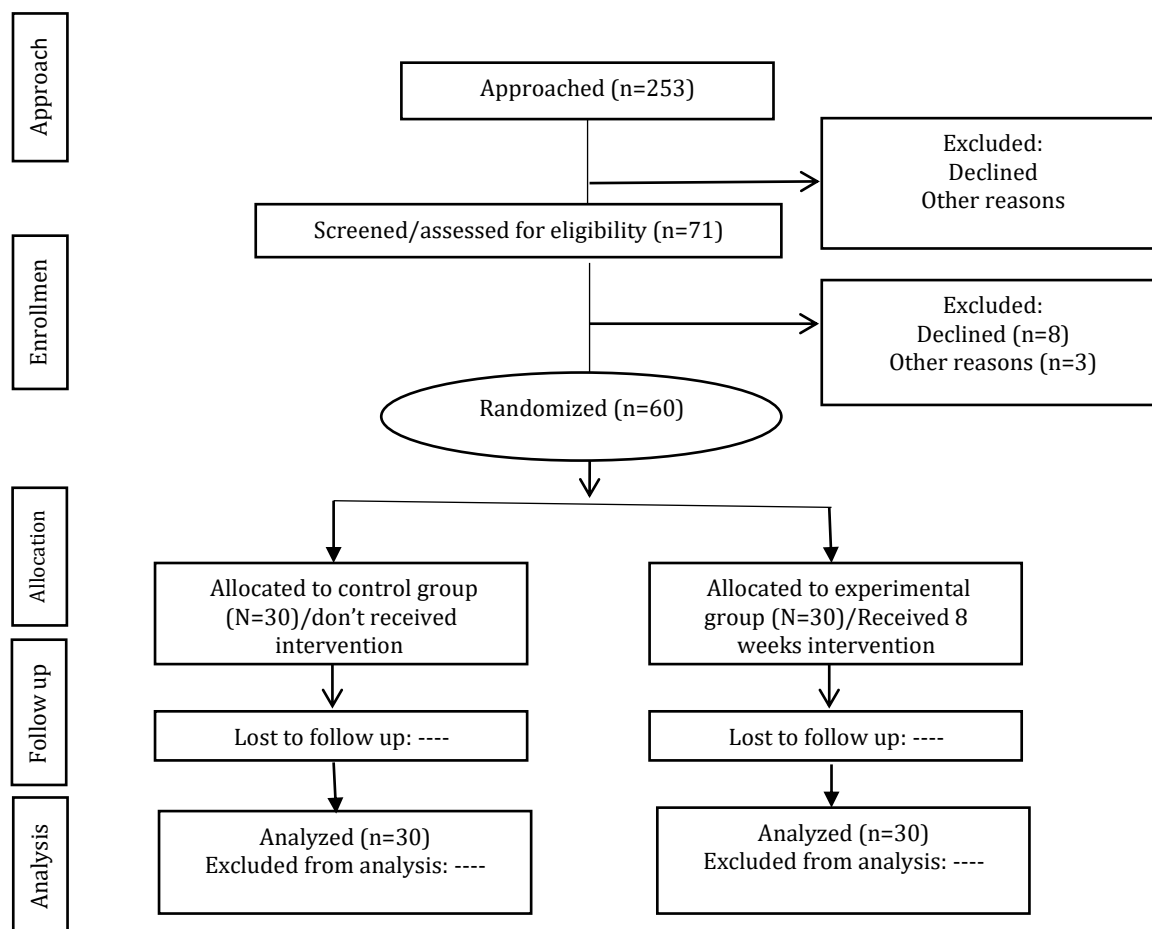 Approach
Approached (n=253)
Excluded:
Declined
Other reasons
Screened/assessed for eligibility (n=71)
Enrollmen
Excluded:
Declined (n=8)
Other reasons (n=3)
Randomized (n=60)
Allocation
Allocated to control group
(N=30)/don’t received
intervention
Allocated to experimental
group (N=30)/Received 8
weeks intervention
Follow up
Lost to follow up: ----
Lost to follow up: ----
Analysis
Analyzed (n=30)
Excluded from analysis: ----
Analyzed (n=30)
Excluded from analysis: ----